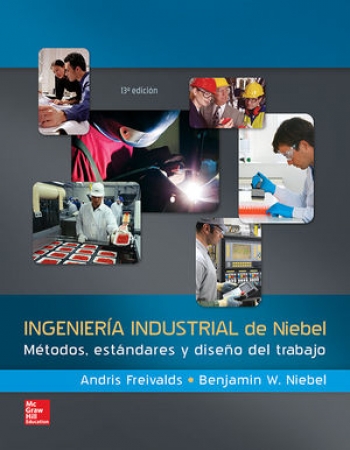 13ª edición
INGENIERÍA INDUSTRIAL de Niebel
Métodos, estándares y diseño del trabajo
Andris Freivalds • Benjamin W. Niebel
Mc
Graw
Hill
Education